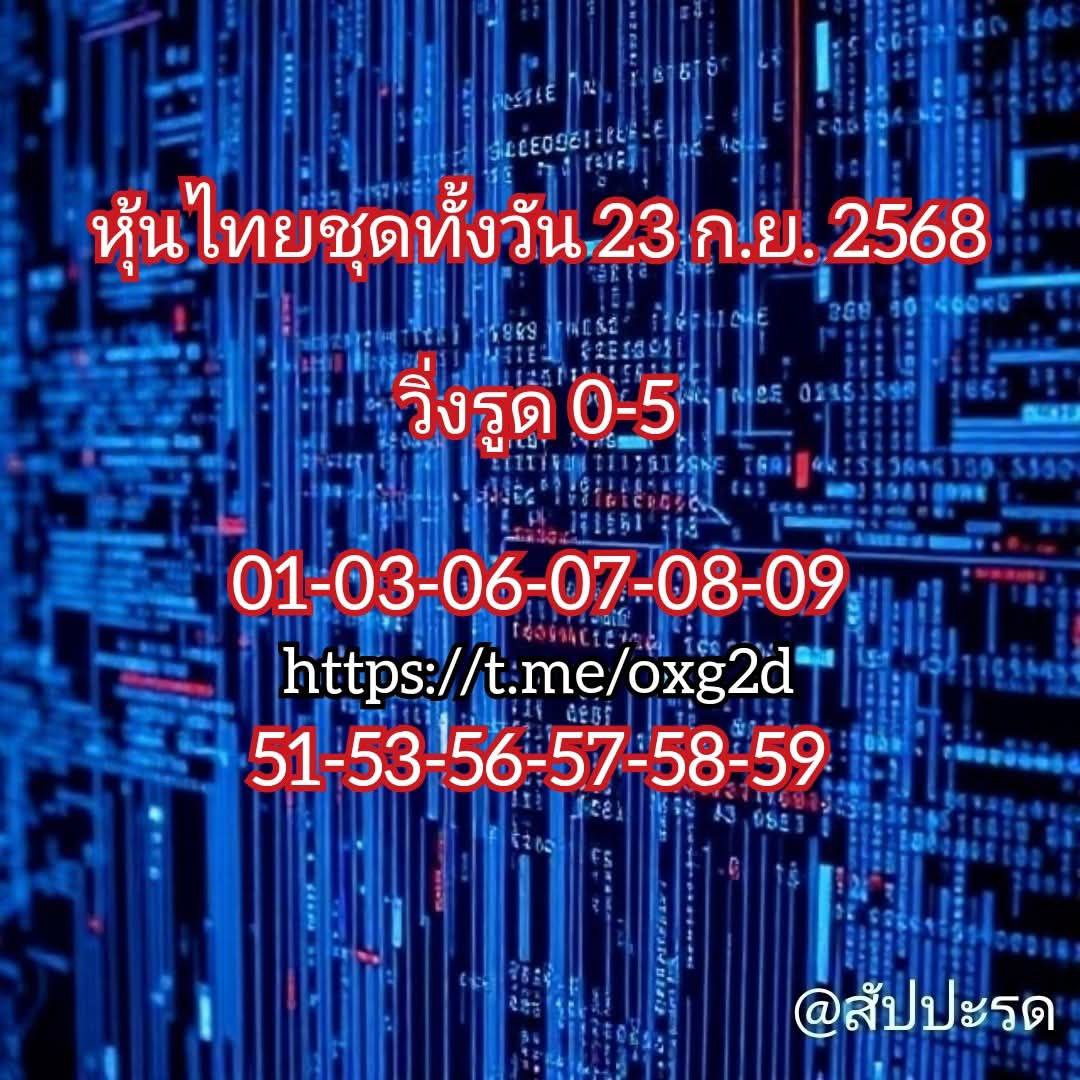 หุ้นไทยชุดทั้งวัน 23 ก.ย. 2568
วิ่งรูด 0-5
01-03-06-07-08-09
https://t.me/oxg2d
51-53-56-57-58-59
@สัปปะรด